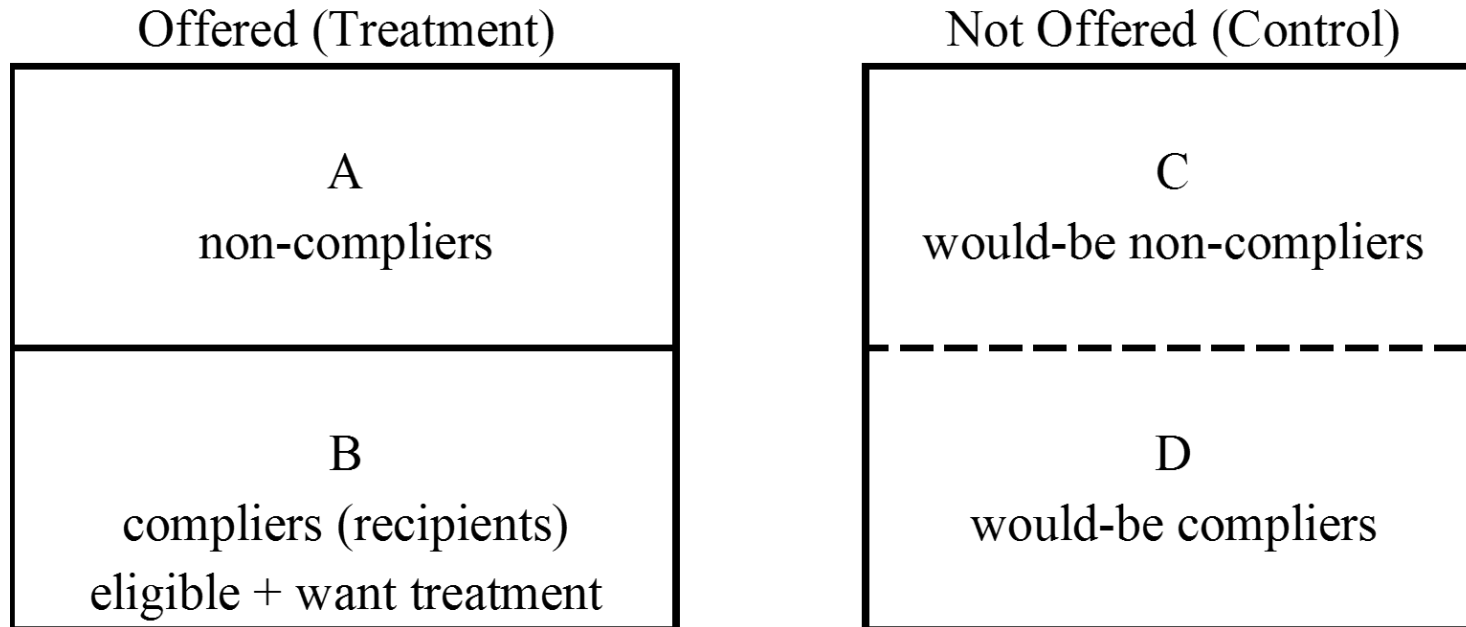 Offered (Treatment)
A
non-compliers
B
compliers (recipients)
eligible + want treatment
Not Offered (Control)
C
would-be non-compliers
D
would-be compliers